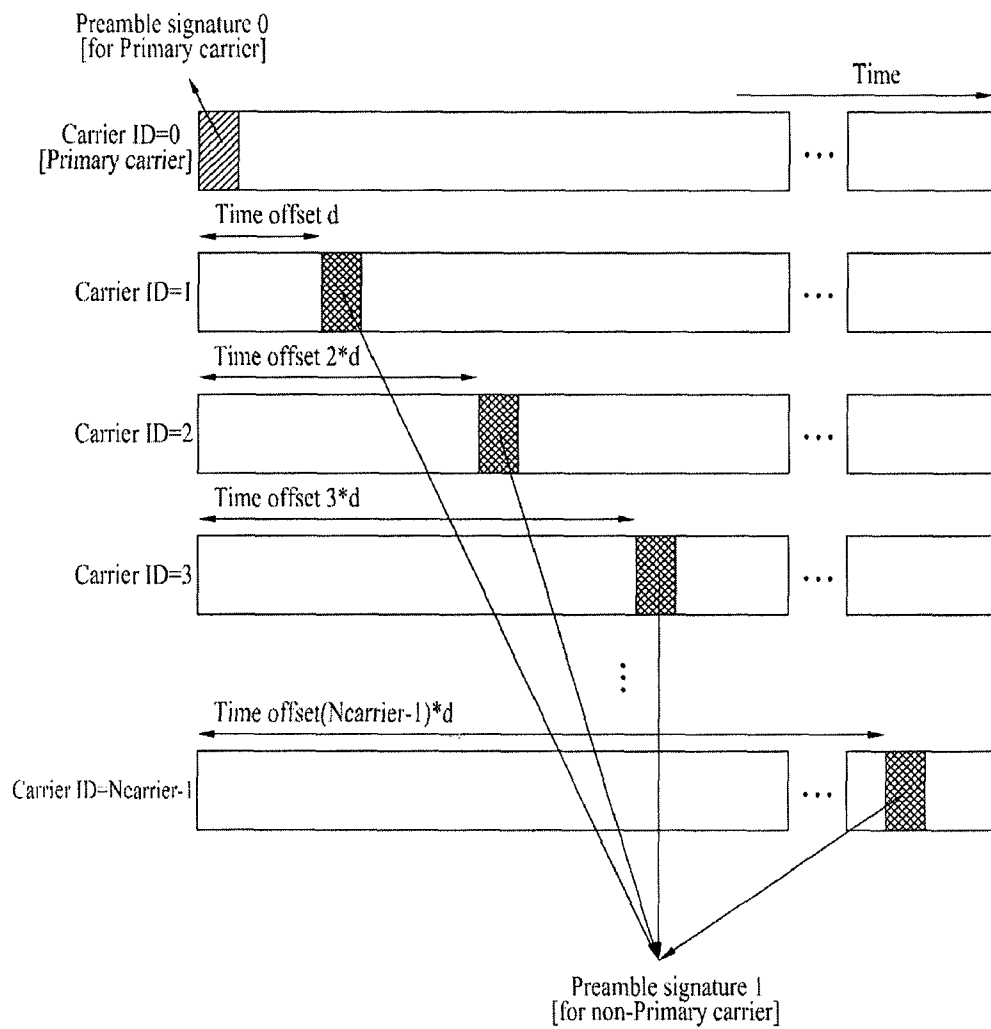 Preamble signature 0
[for Primary carrier]
Time
Carrier ID=0
[Primary carrier]
...
Time offset d
Carrier ID=1
...
Time offset 2*d
Carrier ID=2
...
Time offset 3*d
Carrier ID=3
...
Time offset(Ncarrier-1)*d
Carrier ID=Ncarrier-1
...
Preamble signature 1
[for non-Primary carrier]